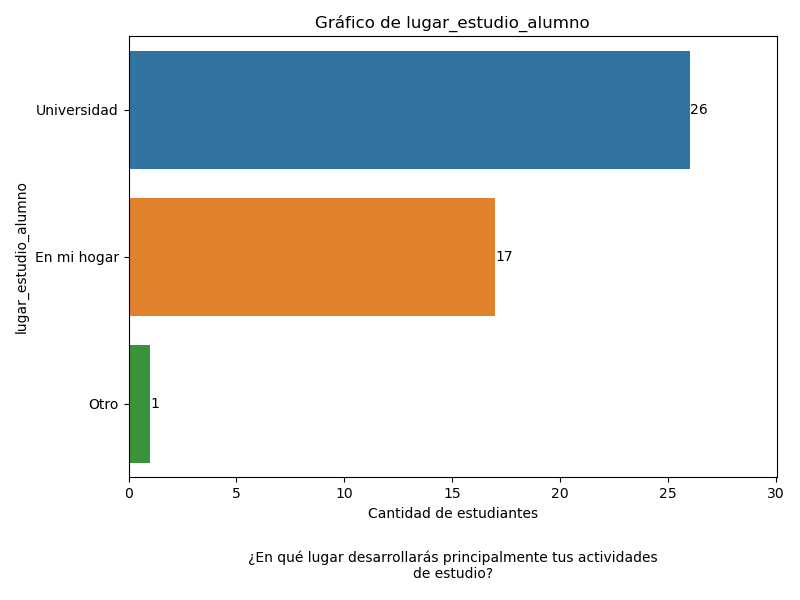 Gráfico de lugar_estudio_alumno
lugar_estudio_alumno
Universidad
26
En mi hogar
17
Otro
1
0 5 10 15 20 25 30
Cantidad de estudiantes
¿En qué lugar desarrollarás principalmente tus actividades
de estudio?